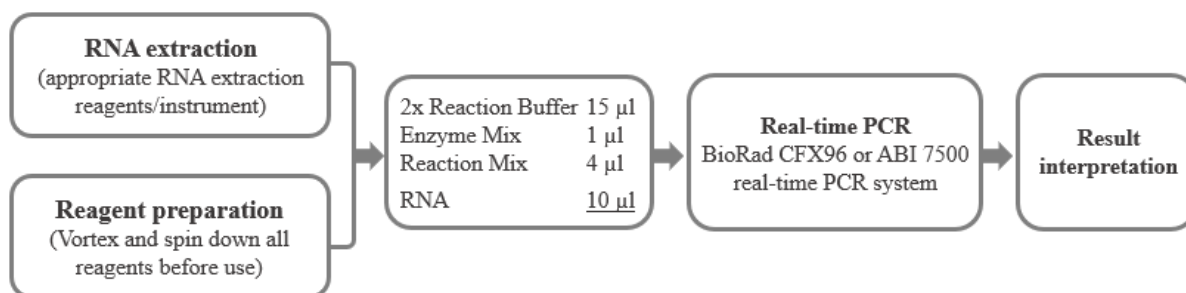 RNA extraction
(appropriate RNA extraction
reagents/instrument)
Reagent preparation
(Vortex and spin down all
reagents before use)
2x Reaction Buffer 15 µl
Enzyme Mix 1 µl
Reaction Mix 4 µl
RNA 10 µl
Real-time PCR
BioRad CFX96 or ABI 7500
real-time PCR system
Result
interpretation